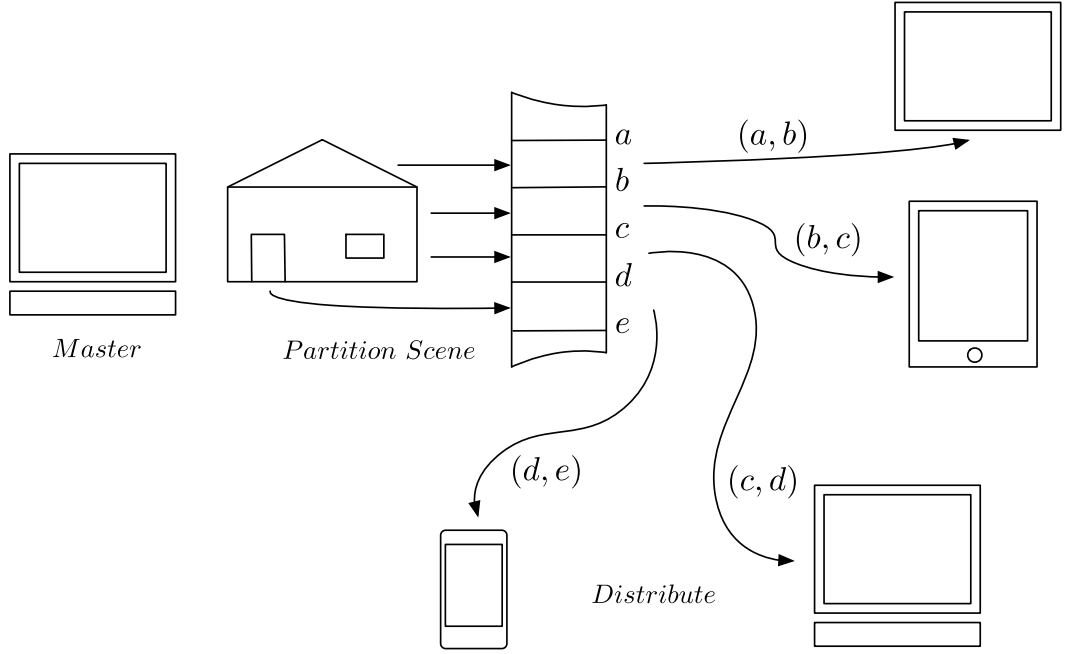 a
(a, b)
b
c
(b, c)
d
e
Master
Partition Scene
(d, e)
(c, d)
Distribute